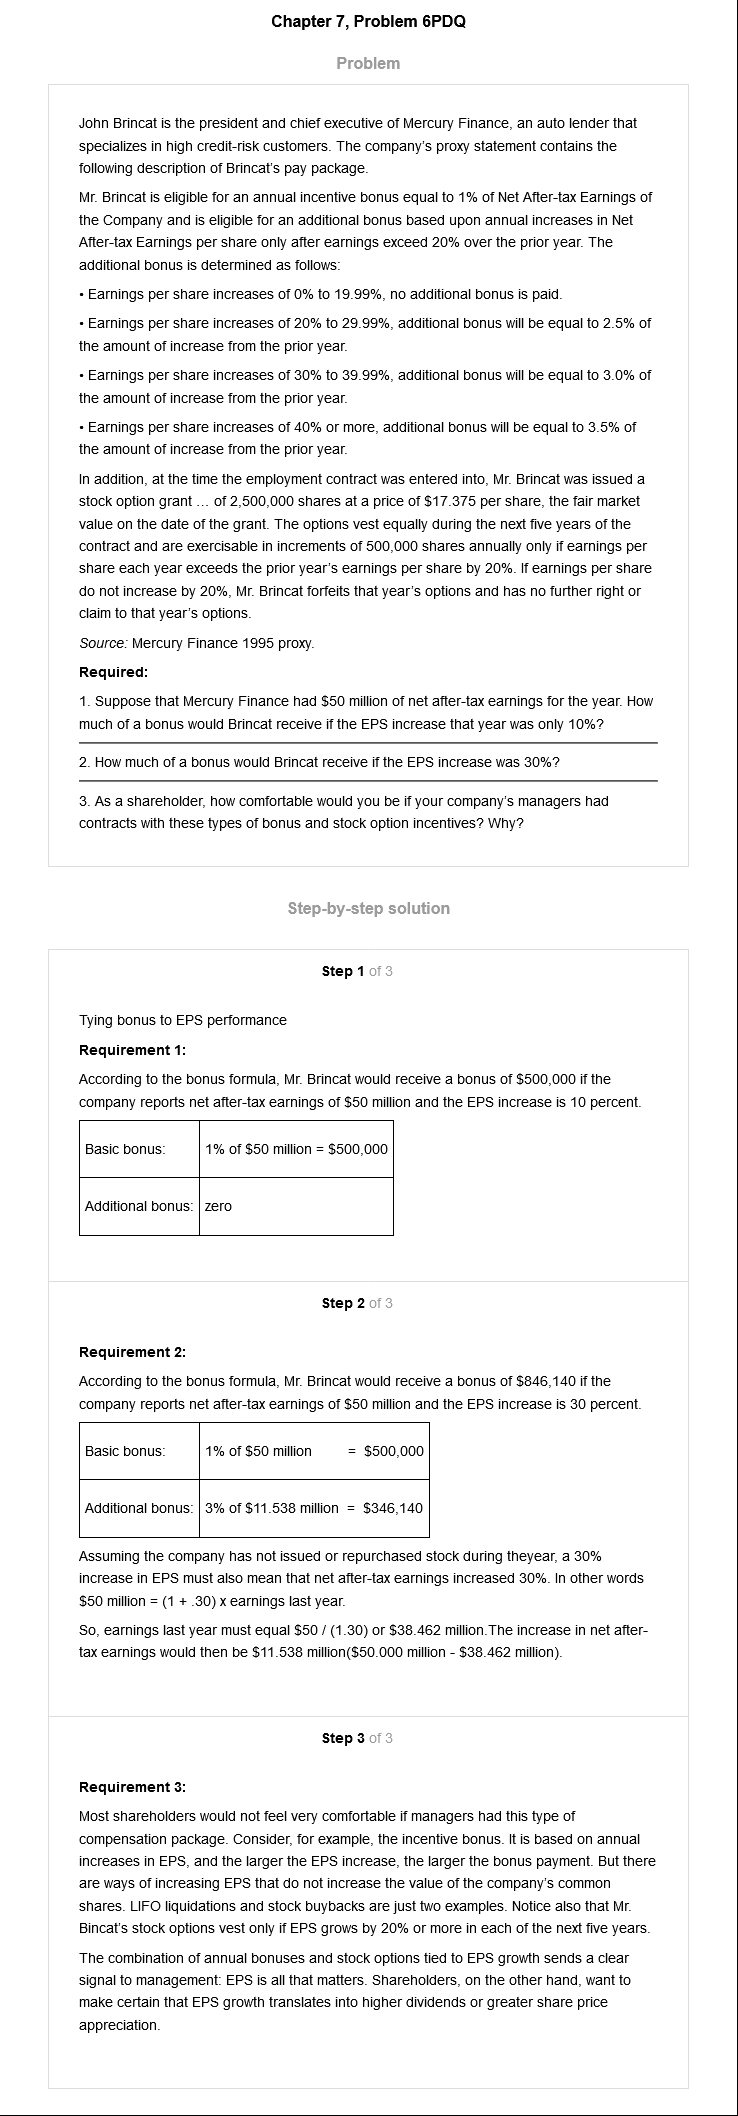 Chapter 7, Problem 6PDQ
Problem
John Brincat is the president and chief executive of Mercury Finance, an auto lender that
specializes in high credit-risk customers. The company's proxy statement contains the
following description of Brincat's pay package.
Mr. Brincat is eligible for an annual incentive bonus equal to 1% of Net After-tax Earnings of
the Company and is eligible for an additional bonus based upon annual increases in Net
After-tax Earnings per share only after earnings exceed 20% over the prior year. The
additional bonus is determined as follows:
• Earnings per share increases of 0% to 19.99%, no additional bonus is paid.
• Earnings per share increases of 20% to 29.99%, additional bonus will be equal to 2.5% of
the amount of increase from the prior year.
• Earnings per share increases of 30% to 39.99%, additional bonus will be equal to 3.0% of
the amount of increase from the prior year.
• Earnings per share increases of 40% or more, additional bonus will be equal to 3.5% of
the amount of increase from the prior year.
In addition, at the time the employment contract was entered into, Mr. Brincat was issued a
stock option grant … of 2,500,000 shares at a price of $17.375 per share, the fair market
value on the date of the grant. The options vest equally during the next five years of the
contract and are exercisable in increments of 500,000 shares annually only if earnings per
share each year exceeds the prior year's earnings per share by 20%. If earnings per share
do not increase by 20%, Mr. Brincat forfeits that year's options and has no further right or
claim to that year's options.
Source: Mercury Finance 1995 proxy.
Required:
1. Suppose that Mercury Finance had $50 million of net after-tax earnings for the year. How
much of a bonus would Brincat receive if the EPS increase that year was only 10%?
2. How much of a bonus would Brincat receive if the EPS increase was 30%?
3. As a shareholder, how comfortable would you be if your company's managers had
contracts with these types of bonus and stock option incentives? Why?
Step-by-step solution
Step 1 of 3
Tying bonus to EPS performance
Requirement 1:
According to the bonus formula, Mr. Brincat would receive a bonus of $500,000 if the
company reports net after-tax earnings of $50 million and the EPS increase is 10 percent.
Basic bonus: 1% of $50 million = $500,000
Additional bonus: zero
Step 2 of 3
Requirement 2:
According to the bonus formula, Mr. Brincat would receive a bonus of $846,140 if the
company reports net after-tax earnings of $50 million and the EPS increase is 30 percent.
Basic bonus: 1% of $50 million = $500,000
Additional bonus: 3% of $11.538 million = $346,140
Assuming the company has not issued or repurchased stock during theyear, a 30%
increase in EPS must also mean that net after-tax earnings increased 30%. In other words
$50 million = (1 + .30) x earnings last year.
So, earnings last year must equal $50 / (1.30) or $38.462 million.The increase in net after-
tax earnings would then be $11.538 million($50.000 million - $38.462 million).
Step 3 of 3
Requirement 3:
Most shareholders would not feel very comfortable if managers had this type of
compensation package. Consider, for example, the incentive bonus. It is based on annual
increases in EPS, and the larger the EPS increase, the larger the bonus payment. But there
are ways of increasing EPS that do not increase the value of the company's common
shares. LIFO liquidations and stock buybacks are just two examples. Notice also that Mr.
Bincat's stock options vest only if EPS grows by 20% or more in each of the next five years.
The combination of annual bonuses and stock options tied to EPS growth sends a clear
signal to management: EPS is all that matters. Shareholders, on the other hand, want to
make certain that EPS growth translates into higher dividends or greater share price
appreciation.